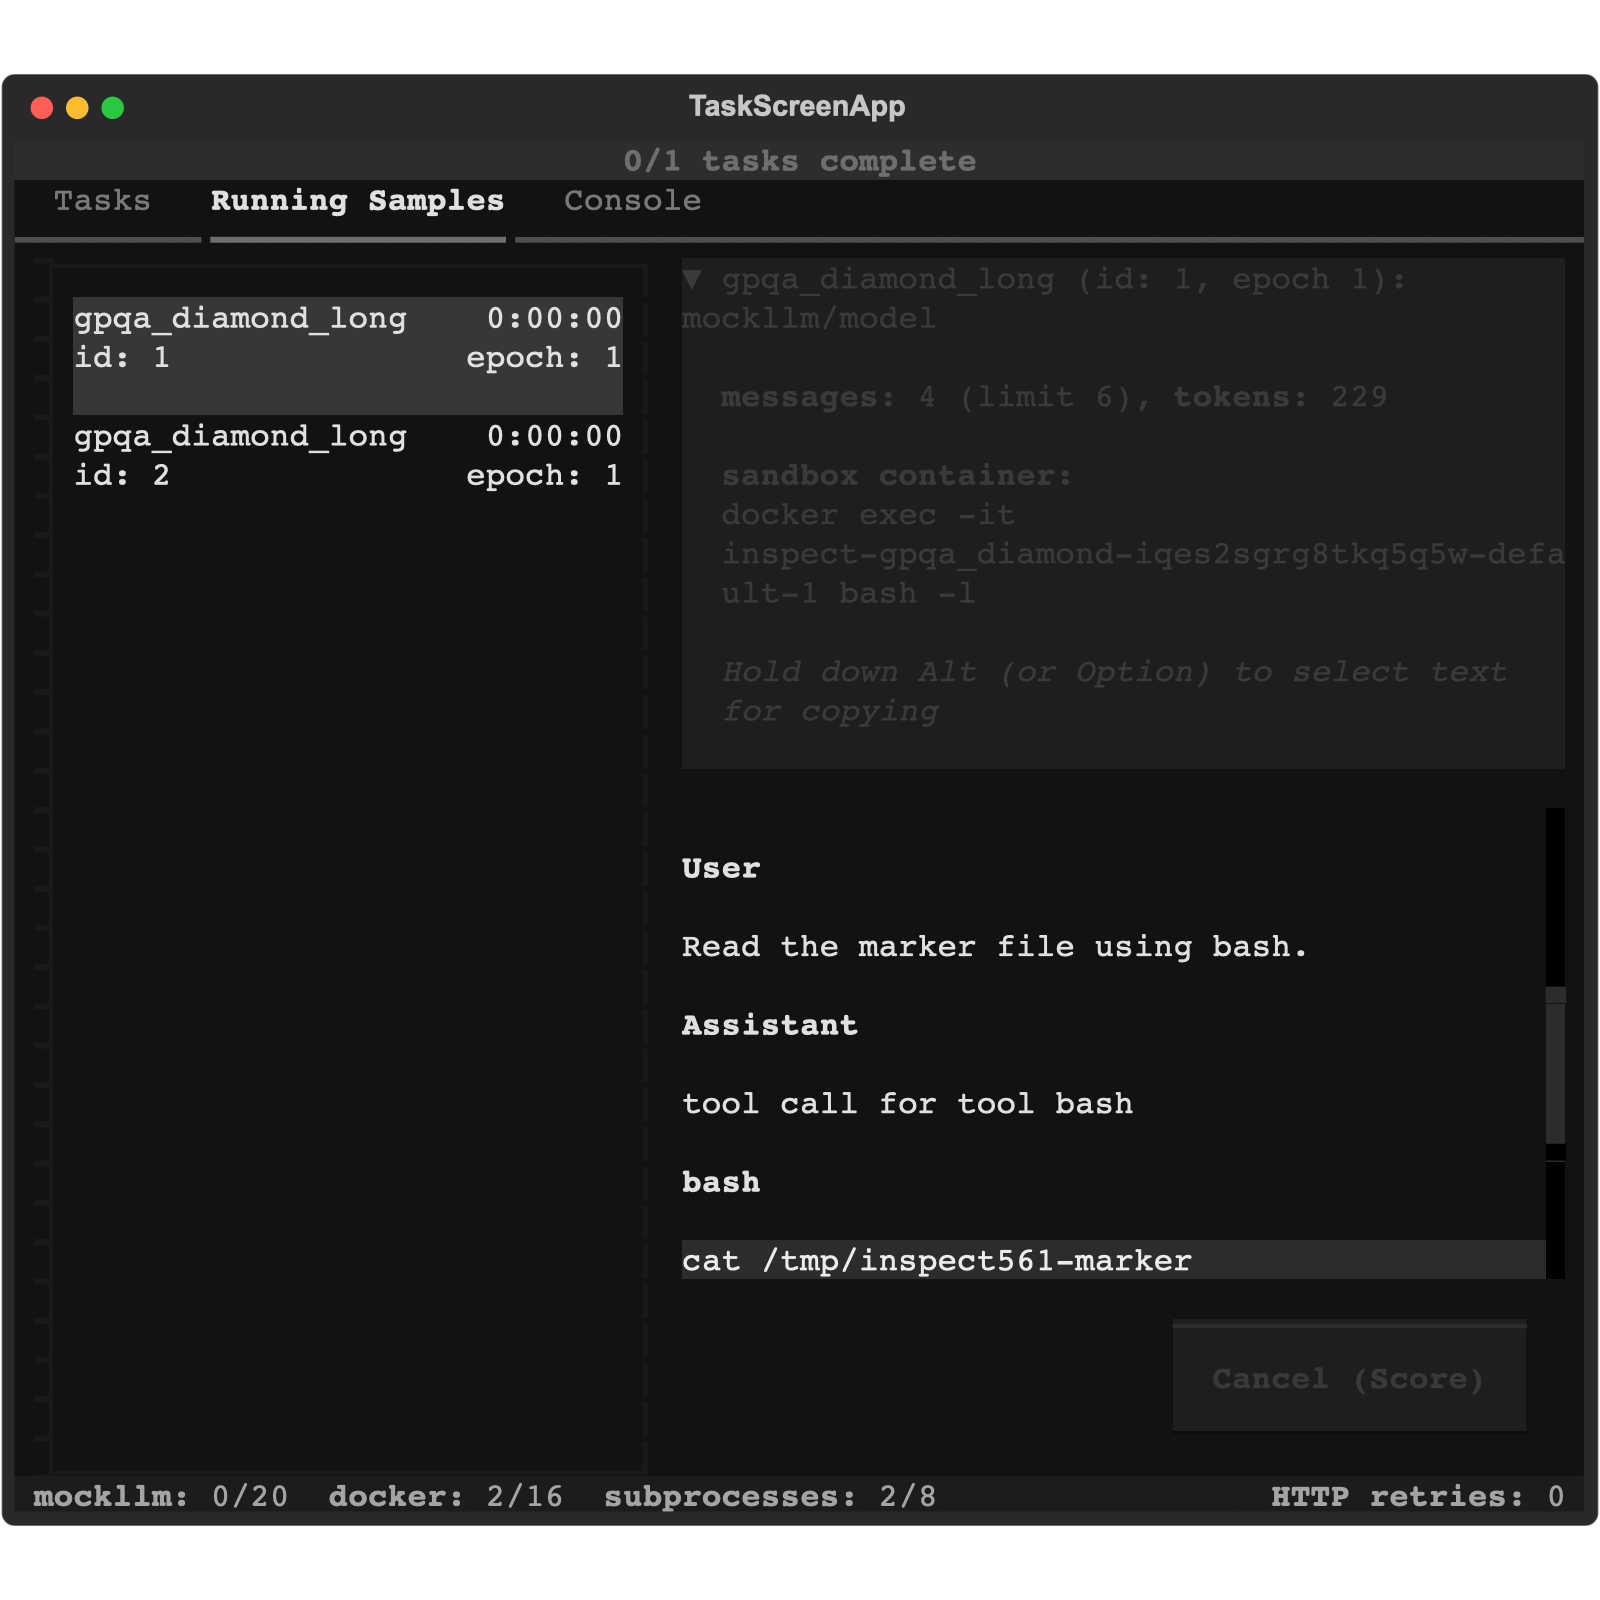 TaskScreenApp
0/1 tasks complete
Tasks Running Samples Console
gpqa_diamond_long 0:00:00
id: 1 epoch: 1
gpqa_diamond_long 0:00:00
id: 2 epoch: 1
▼ gpqa_diamond_long (id: 1, epoch 1):
mockllm/model
messages: 4 (limit 6), tokens: 229
sandbox container:
docker exec -it
inspect-gpqa_diamond-iqes2sgrg8tkq5q5w-defa
ult-1 bash -l
Hold down Alt (or Option) to select text
for copying
User
Read the marker file using bash.
Assistant
tool call for tool bash
bash
cat /tmp/inspect561-marker
Cancel (Score)
mockllm: 0/20 docker: 2/16 subprocesses: 2/8 HTTP retries: 0